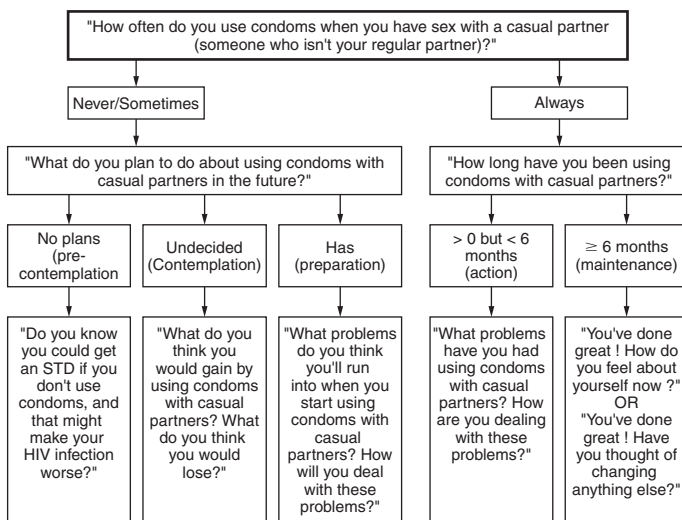 "How often do you use condoms when you have sex with a casual partner
(someone who isn't your regular partner)?"
Never/Sometimes
Always
"What do you plan to do about using condoms with
casual partners in the future?"
"How long have you been using
condoms with casual partners?"
No plans
(pre-
contemplation
Undecided
(Contemplation)
Has
(preparation)
> 0 but < 6
months
(action)
≥ 6 months
(maintenance)
"Do you know
you could get
an STD if you
don't use
condoms, and
that might
make your
HIV infection
worse?"
"What do you
think you
would gain by
using condoms
with casual
partners? What
do you think
you would
lose?"
"What problems
do you think
you'll run
into when you
start using
condoms with
casual
partners? How
will you deal
with these
problems?"
"What problems
have you had
using condoms
with casual
partners? How
are you dealing
with these
problems?"
"You've done
great ! How do
you feel about
yourself now ?"
OR
"You've done
great ! Have
you thought of
changing
anything else?"